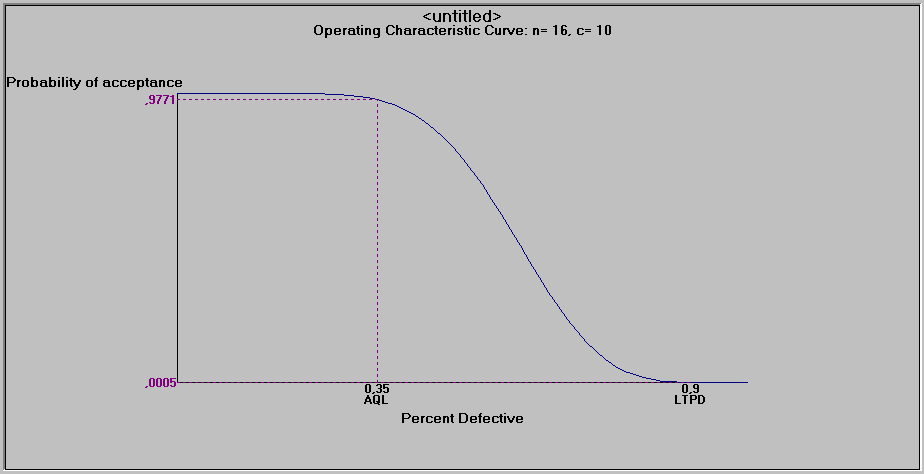 <untitled>
Operating Characteristic Curve: n= 16, c= 10
Probability of acceptance
,9771
,0005
0,35
AQL
0,9
LTPD
Percent Defective